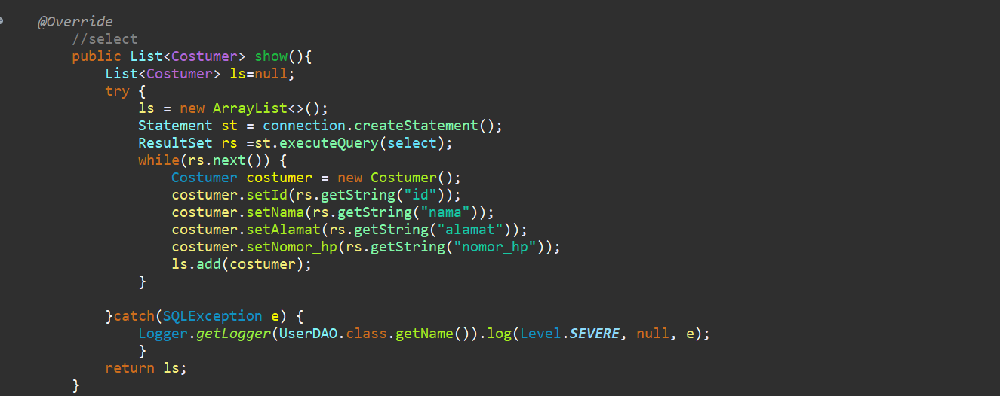 @Override
//select
public List<Costumer> show(){
List<Costumer> ls=null;
try {
ls = new ArrayList<>();
Statement st = connection.createStatement();
ResultSet rs =st.executeQuery(select);
while(rs.next()) {
Costumer costumer = new Costumer();
costumer.setId(rs.getString("id"));
costumer.setNama(rs.getString("nama"));
costumer.setAlamat(rs.getString("alamat"));
costumer.setNomor_hp(rs.getString("nomor_hp"));
ls.add(costumer);
}
}catch(SQLException e) {
Logger.getLogger(UserDAO.class.getName()).log(Level.SEVERE, null, e);
}
return ls;
}